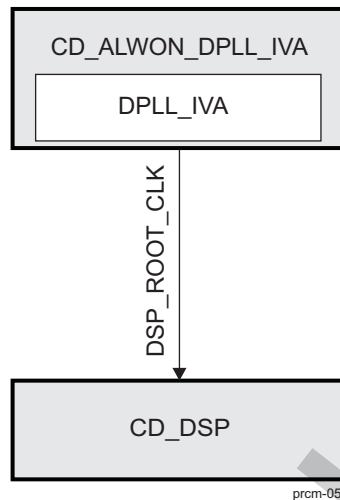 CD_ALWON_DPLL_IVA
DPLL_IVA
DSP_ROOT_CLK
CD_DSP
prcm-05